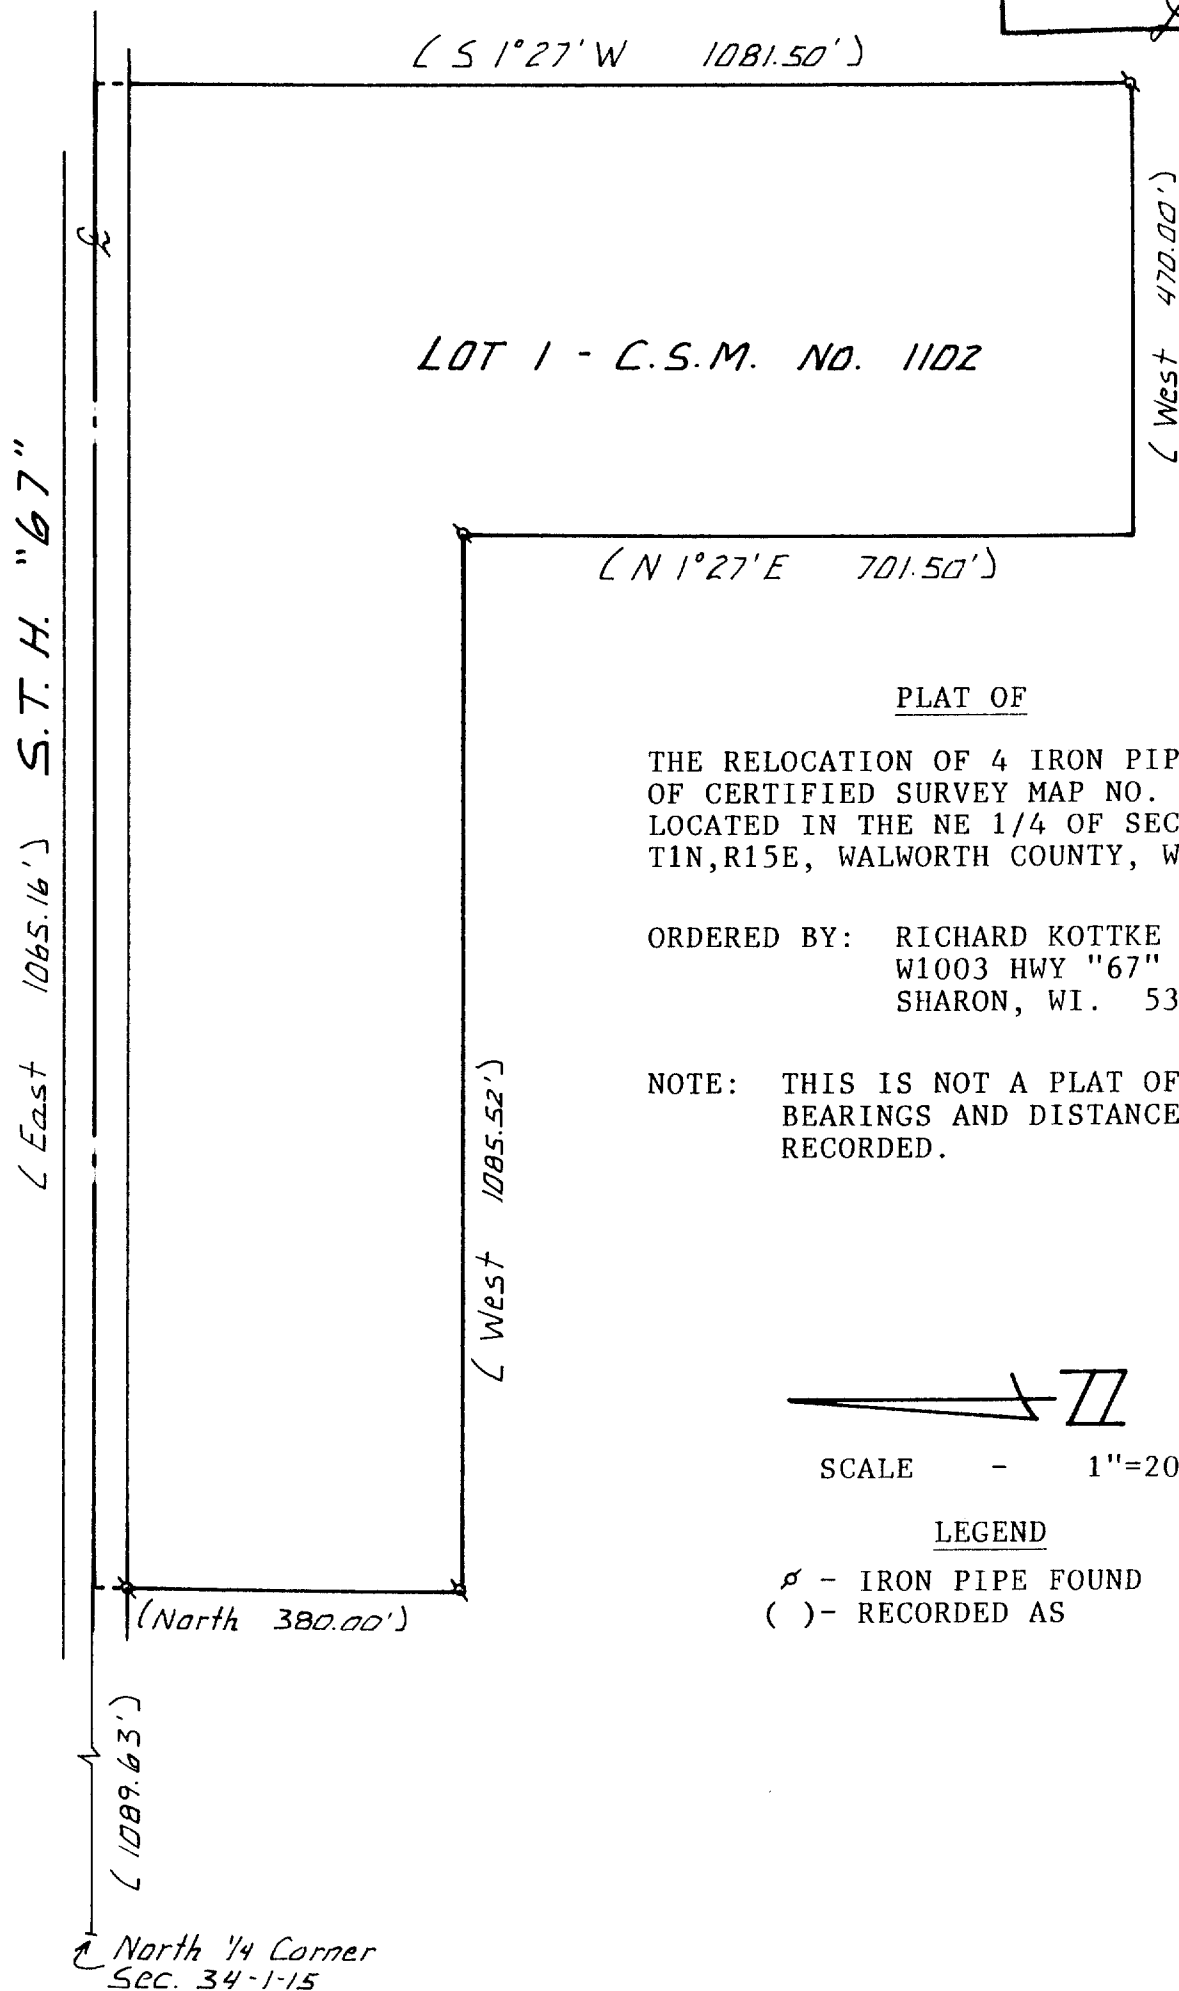 ( S 1°27' W 1081.50' )
( West 470.00' )
℄
LOT 1 - C.S.M. NO. 1102
( N 1°27' E 701.50' )
S. T. H. "67"
( East 1065.16' )
PLAT OF
THE RELOCATION OF 4 IRON PIP
OF CERTIFIED SURVEY MAP NO.
LOCATED IN THE NE 1/4 OF SEC
T1N,R15E, WALWORTH COUNTY, W
ORDERED BY: RICHARD KOTTKE
W1003 HWY "67"
SHARON, WI. 53
NOTE: THIS IS NOT A PLAT OF
BEARINGS AND DISTANCE
RECORDED.
( West 1085.52' )
N
SCALE - 1"=20
LEGEND
ø - IRON PIPE FOUND
( )- RECORDED AS
(North 380.00')
( 1089.63' )
North 1/4 Corner
Sec. 34-1-15